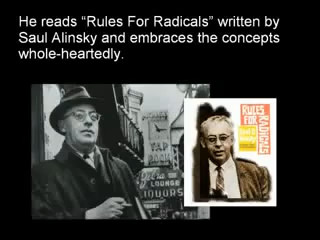 He reads “Rules For Radicals” written by
Saul Alinsky and embraces the concepts
whole-heartedly.
TAP
LOUNGE
LIQUORS
RULES
FOR
RADICALS